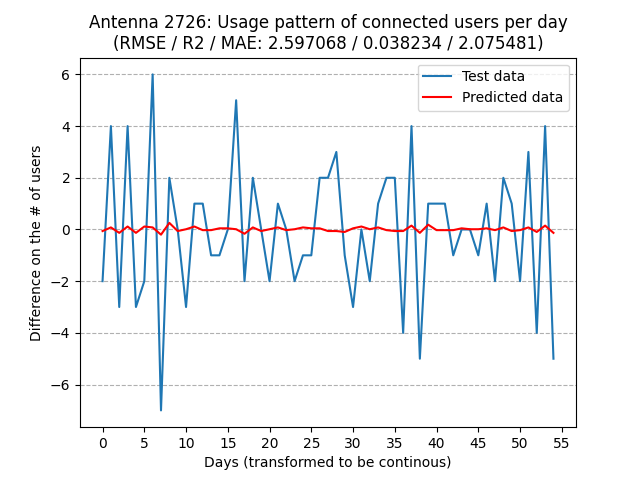 Antenna 2726: Usage pattern of connected users per day
(RMSE / R2 / MAE: 2.597068 / 0.038234 / 2.075481)
Test data
Predicted data
Difference on the # of users
6
4
2
0
−2
−4
−6
0 5 10 15 20 25 30 35 40 45 50 55
Days (transformed to be continous)